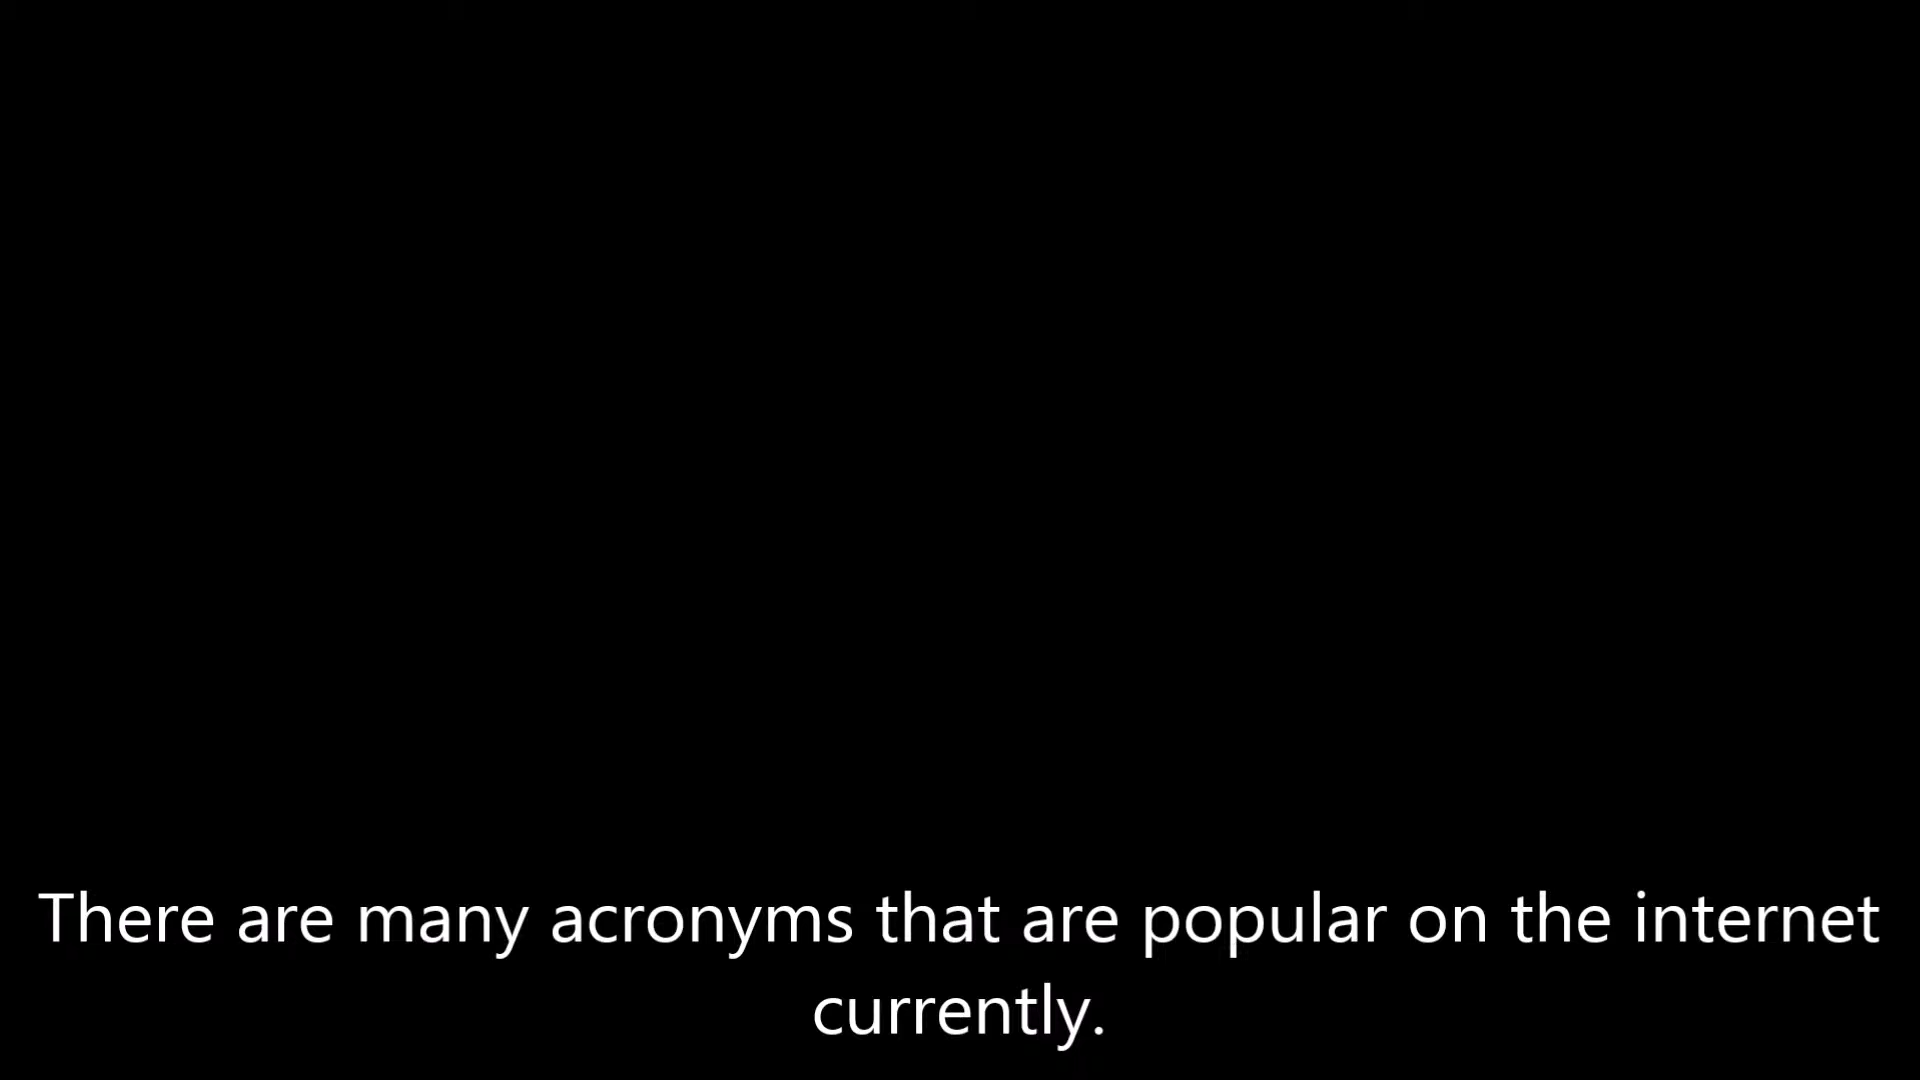 There are many acronyms that are popular on the internet
currently.